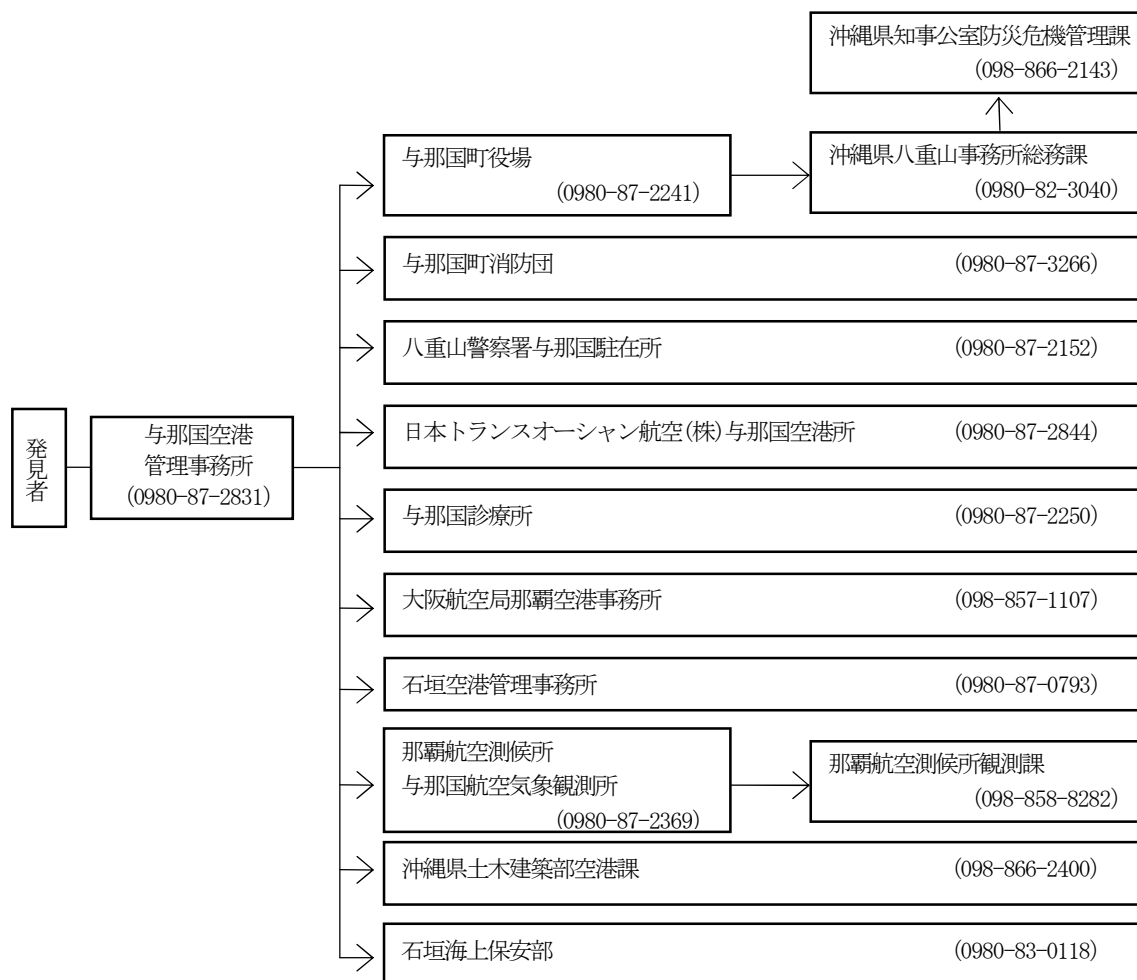 沖縄県知事公室防災危機管理課
(098-866-2143)
与那国町役場
(0980-87-2241)
沖縄県八重山事務所総務課
(0980-82-3040)
与那国町消防団 (0980-87-3266)
八重山警察署与那国駐在所 (0980-87-2152)
発見者
与那国空港
管理事務所
(0980-87-2831)
日本トランスオーシャン航空(株)与那国空港所 (0980-87-2844)
与那国診療所 (0980-87-2250)
大阪航空局那覇空港事務所 (098-857-1107)
石垣空港管理事務所 (0980-87-0793)
那覇航空測候所
与那国航空気象観測所
(0980-87-2369)
那覇航空測候所観測課
(098-858-8282)
沖縄県土木建築部空港課 (098-866-2400)
石垣海上保安部 (0980-83-0118)